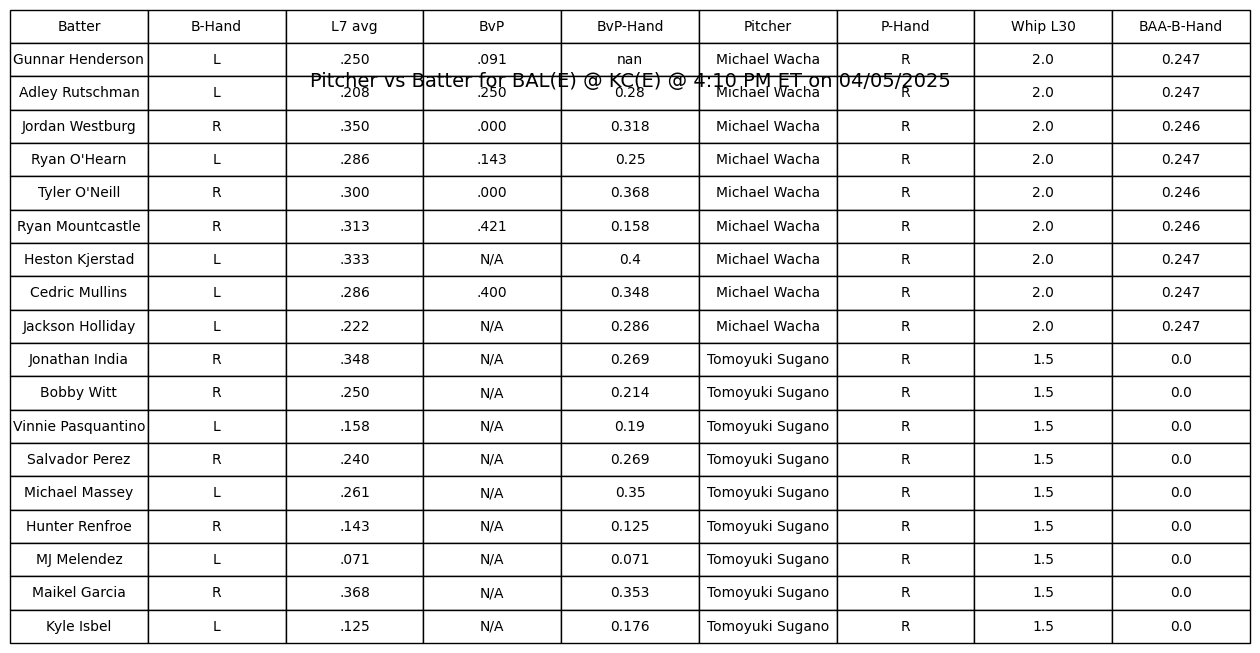 Batter B-Hand L7 avg BvP BvP-Hand Pitcher P-Hand Whip L30 BAA-B-Hand
Gunnar Henderson L .250 .091 nan Michael Wacha R 2.0 0.247
Pitcher vs Batter for BAL(E) @ KC(E) @ 4:10 PM ET on 04/05/2025
Adley Rutschman L .208 .250 0.28 Michael Wacha R 2.0 0.247
Jordan Westburg R .350 .000 0.318 Michael Wacha R 2.0 0.246
Ryan O'Hearn L .286 .143 0.25 Michael Wacha R 2.0 0.247
Tyler O'Neill R .300 .000 0.368 Michael Wacha R 2.0 0.246
Ryan Mountcastle R .313 .421 0.158 Michael Wacha R 2.0 0.246
Heston Kjerstad L .333 N/A 0.4 Michael Wacha R 2.0 0.247
Cedric Mullins L .286 .400 0.348 Michael Wacha R 2.0 0.247
Jackson Holliday L .222 N/A 0.286 Michael Wacha R 2.0 0.247
Jonathan India R .348 N/A 0.269 Tomoyuki Sugano R 1.5 0.0
Bobby Witt R .250 N/A 0.214 Tomoyuki Sugano R 1.5 0.0
Vinnie Pasquantino L .158 N/A 0.19 Tomoyuki Sugano R 1.5 0.0
Salvador Perez R .240 N/A 0.269 Tomoyuki Sugano R 1.5 0.0
Michael Massey L .261 N/A 0.35 Tomoyuki Sugano R 1.5 0.0
Hunter Renfroe R .143 N/A 0.125 Tomoyuki Sugano R 1.5 0.0
MJ Melendez L .071 N/A 0.071 Tomoyuki Sugano R 1.5 0.0
Maikel Garcia R .368 N/A 0.353 Tomoyuki Sugano R 1.5 0.0
Kyle Isbel L .125 N/A 0.176 Tomoyuki Sugano R 1.5 0.0